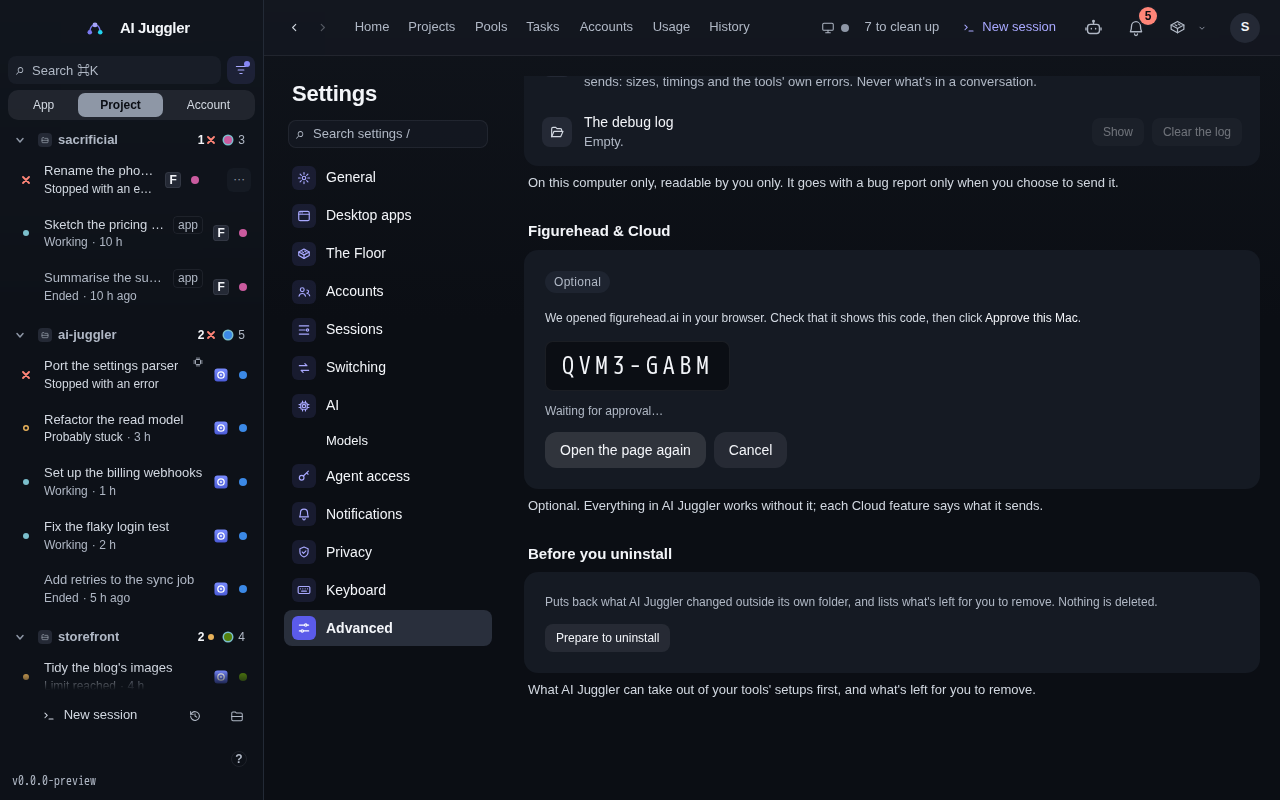 AI Juggler
Search ⌘K
App
Project
Account
sacrificial
1
3
Rename the pho…
Stopped with an e…
F
Sketch the pricing …
app
Working · 10 h
F
Summarise the su…
app
Ended · 10 h ago
F
ai-juggler
2
5
Port the settings parser
Stopped with an error
Refactor the read model
Probably stuck · 3 h
Set up the billing webhooks
Working · 1 h
Fix the flaky login test
Working · 2 h
Add retries to the sync job
Ended · 5 h ago
storefront
2
4
Tidy the blog's images
Limit reached · 4 h
New session
?
v0.0.0-preview
Home
Projects
Pools
Tasks
Accounts
Usage
History
7 to clean up
New session
5
S
Settings
Search settings /
General
Desktop apps
The Floor
Accounts
Sessions
Switching
AI
Models
Agent access
Notifications
Privacy
Keyboard
Advanced
sends: sizes, timings and the tools' own errors. Never what's in a conversation.
The debug log
Empty.
Show
Clear the log
On this computer only, readable by you only. It goes with a bug report only when you choose to send it.
Figurehead & Cloud
Optional
We opened figurehead.ai in your browser. Check that it shows this code, then click Approve this Mac.
QVM3-GABM
Waiting for approval…
Open the page again
Cancel
Optional. Everything in AI Juggler works without it; each Cloud feature says what it sends.
Before you uninstall
Puts back what AI Juggler changed outside its own folder, and lists what's left for you to remove. Nothing is deleted.
Prepare to uninstall
What AI Juggler can take out of your tools' setups first, and what's left for you to remove.